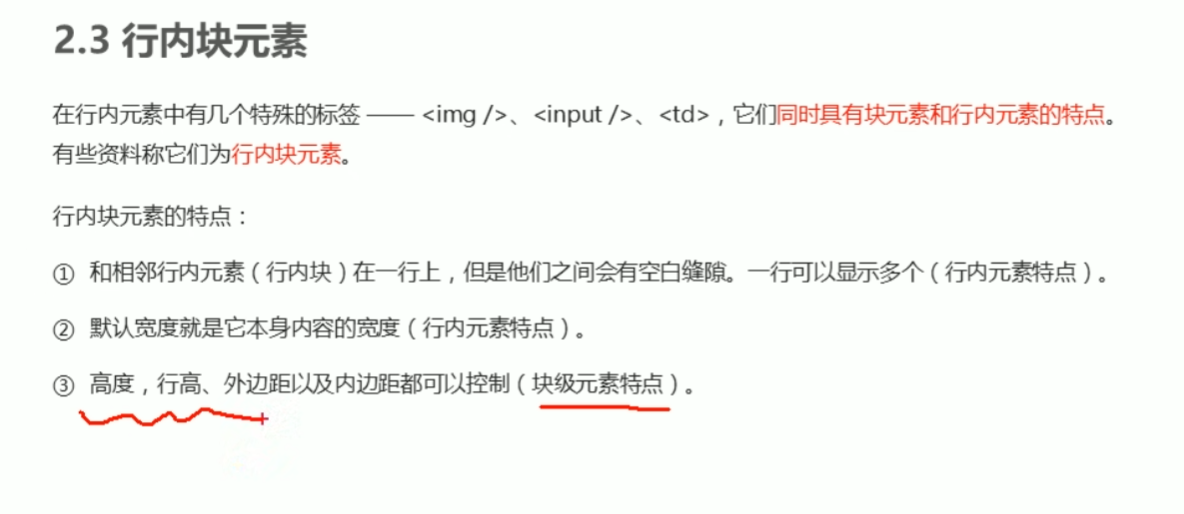 2.3 行内块元素
在行内元素中有几个特殊的标签 —— <img />、<input />、<td>，它们同时具有块元素和行内元素的特点。
有些资料称它们为行内块元素。
行内块元素的特点：
① 和相邻行内元素（行内块）在一行上，但是他们之间会有空白缝隙。一行可以显示多个（行内元素特点）。
② 默认宽度就是它本身内容的宽度（行内元素特点）。
③ 高度，行高、外边距以及内边距都可以控制（块级元素特点）。